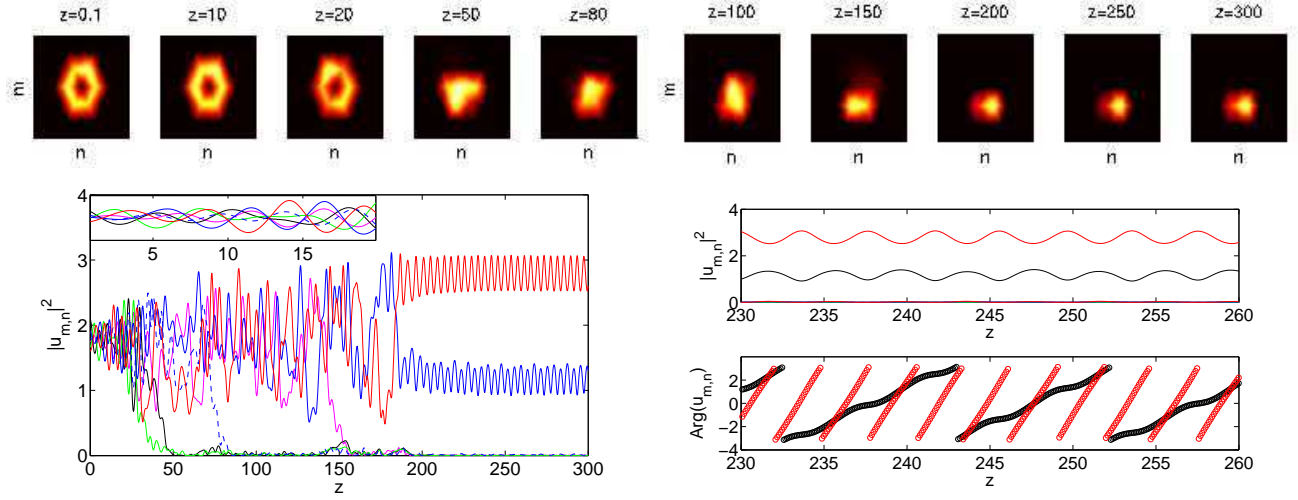 z=0.1 z=10 z=20 z=50 z=80 z=100 z=150 z=200 z=250 z=300
m m
n n n n n n n n n n
4
3
2
1
0
|u_{m,n}|^2
5 10 15
0 50 100 150 200 250 300
z
4
2
0
|u_{m,n}|^2
230 235 240 245 250 255 260
z
2
0
−2
−4
Arg(u_{m,n})
230 235 240 245 250 255 260
z